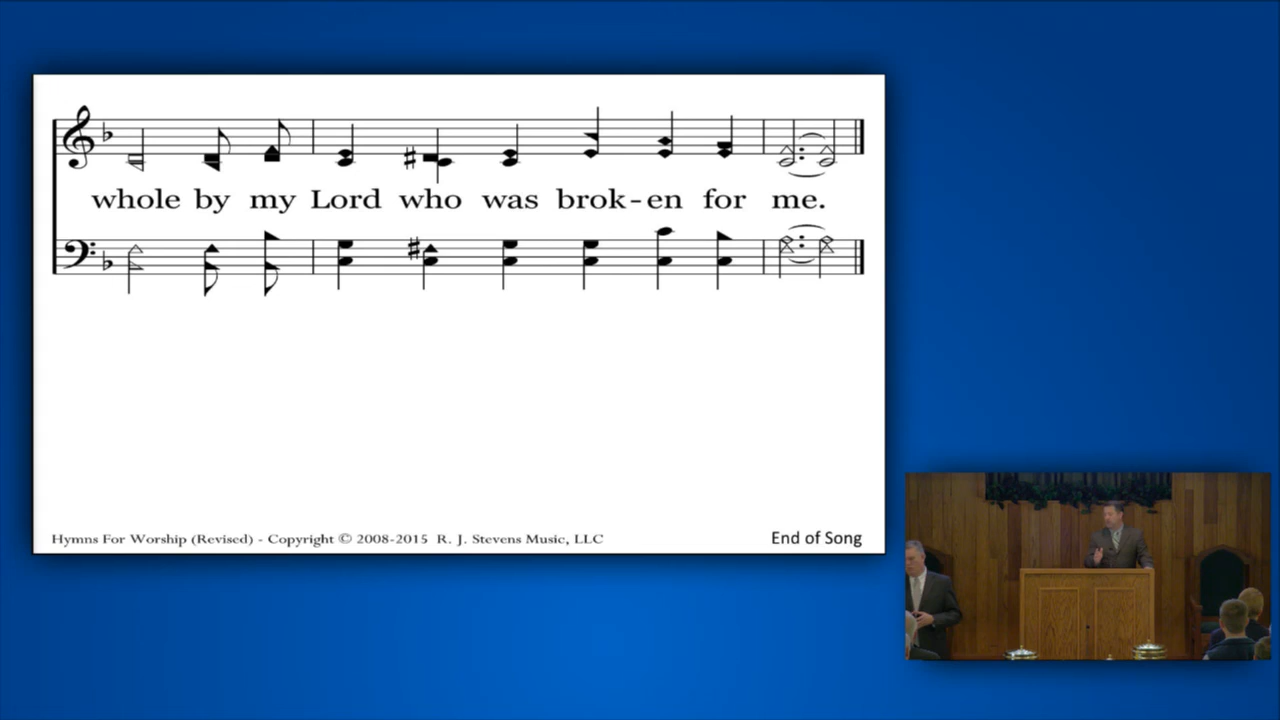 whole by my Lord who was brok-en for me.
Hymns For Worship (Revised) - Copyright © 2008-2015 R. J. Stevens Music, LLC
End of Song